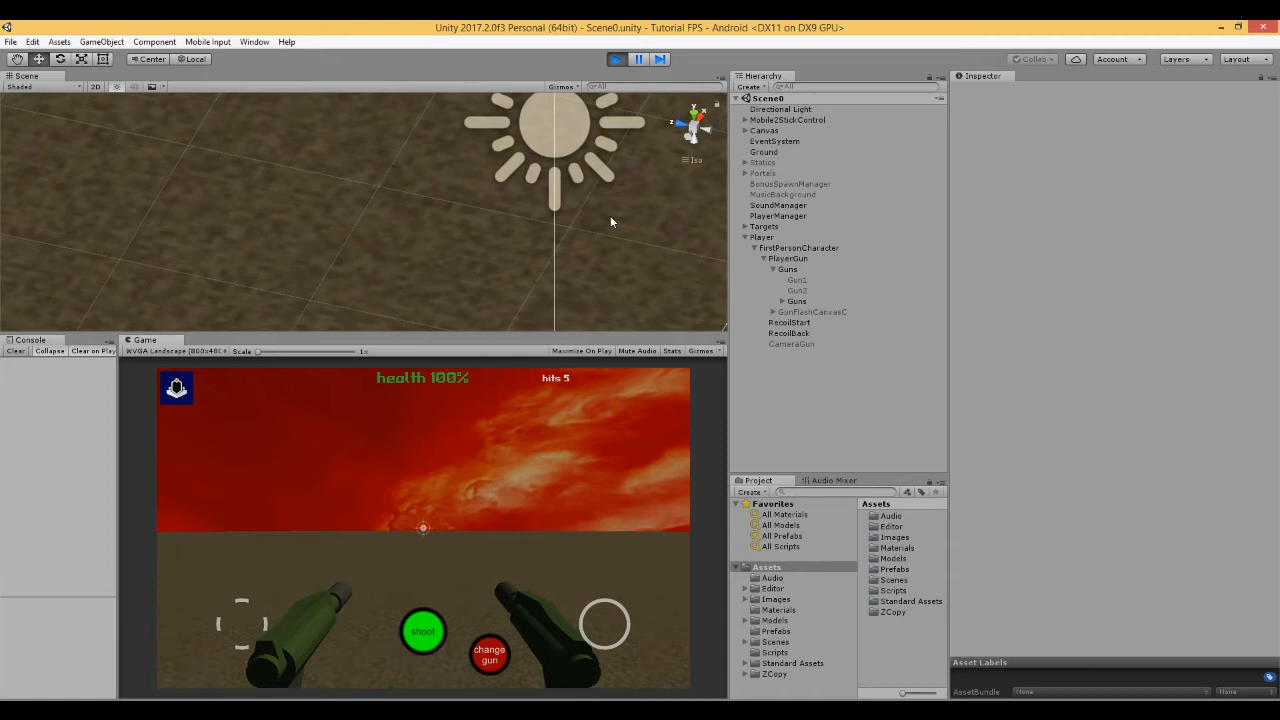 Unity 2017.2.0f3 Personal (64bit) - Scene0.unity - Tutorial FPS - Android <DX11 on DX9 GPU>
File Edit Assets GameObject Component Mobile Input Window Help
Center Local Collab Account Layers Layout
Scene
Shaded 2D Gizmos All
y
x
z
Iso
Console
Clear Collapse Clear on Play
Game
WVGA Landscape (800x480) Scale 1x Maximize On Play Mute Audio Stats Gizmos
health 100% hits 5
shoot
change
gun
Hierarchy
Create All
Scene0
Directional Light
Mobile2StickControl
Canvas
EventSystem
Ground
Statics
Portals
BonusSpawnManager
MusicBackground
SoundManager
PlayerManager
Targets
Player
FirstPersonCharacter
PlayerGun
Guns
Gun1
Gun2
Guns
GunFlashCanvasC
RecoilStart
RecoilBack
CameraGun
Project Audio Mixer
Create
Favorites
All Materials
All Models
All Prefabs
All Scripts
Assets
Audio
Editor
Images
Materials
Models
Prefabs
Scenes
Scripts
Standard Assets
ZCopy
Assets
Audio
Editor
Images
Materials
Models
Prefabs
Scenes
Scripts
Standard Assets
ZCopy
Inspector
Asset Labels
AssetBundle None None